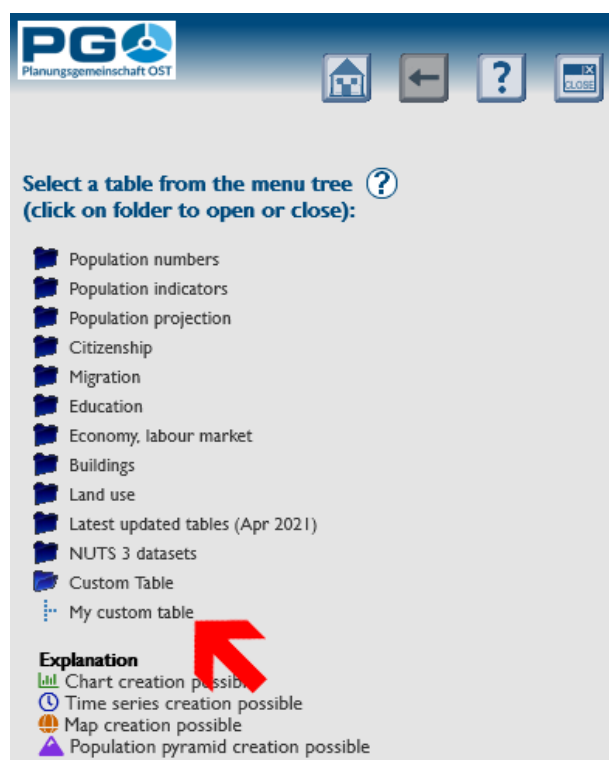 PGO
Planungsgemeinschaft OST
?
CLOSE
Select a table from the menu tree ?
(click on folder to open or close):
Population numbers
Population indicators
Population projection
Citizenship
Migration
Education
Economy, labour market
Buildings
Land use
Latest updated tables (Apr 2021)
NUTS 3 datasets
Custom Table
My custom table
Explanation
Chart creation possible
Time series creation possible
Map creation possible
Population pyramid creation possible